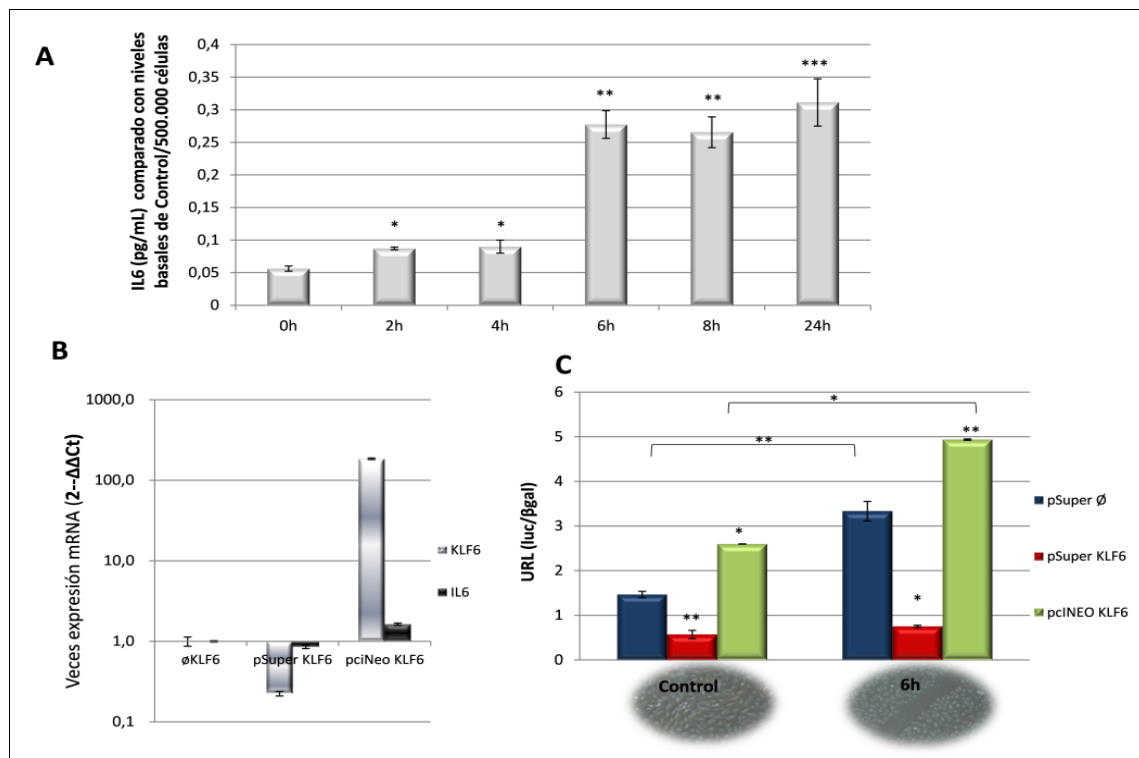 A
IL6 (pg/mL) comparado con niveles
basales de Control/500.000 células
0,4
0,35
0,3
0,25
0,2
0,15
0,1
0,05
0
*
*
**
**
***
0h
2h
4h
6h
8h
24h
B
Veces expresión mRNA (2--ΔΔCt)
1000,0
100,0
10,0
1,0
0,1
øKLF6
pSuper KLF6
pciNeo KLF6
KLF6
IL6
C
URL (luc/βgal)
6
5
4
3
2
1
0
*
**
**
*
**
*
Control
6h
pSuper Ø
pSuper KLF6
pcINEO KLF6